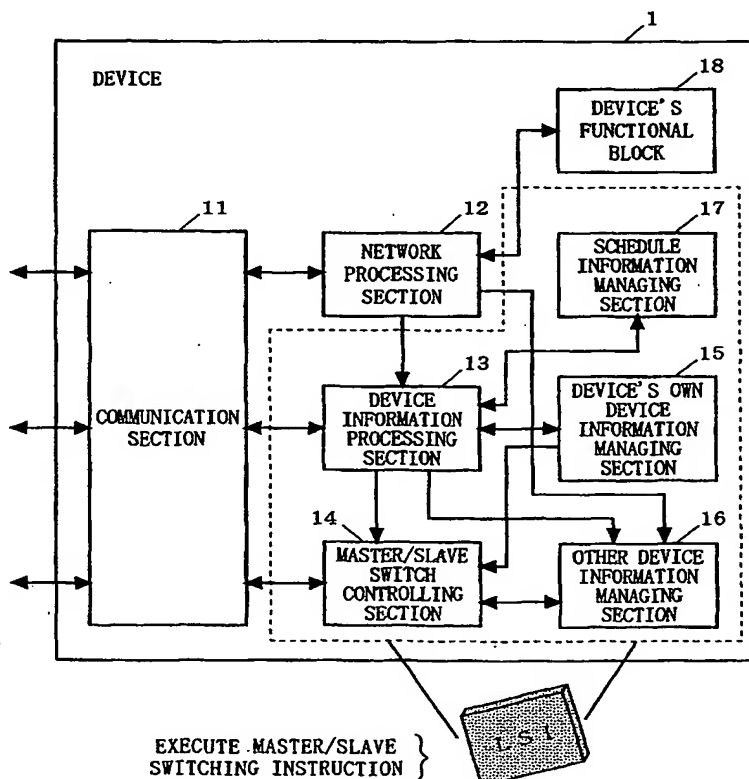 1
DEVICE
18
DEVICE'S
FUNCTIONAL
BLOCK
11
12
17
NETWORK
PROCESSING
SECTION
SCHEDULE
INFORMATION
MANAGING
SECTION
13
15
COMMUNICATION
SECTION
DEVICE
INFORMATION
PROCESSING
SECTION
DEVICE'S OWN
DEVICE
INFORMATION
MANAGING
SECTION
14
16
MASTER/SLAVE
SWITCH
CONTROLLING
SECTION
OTHER DEVICE
INFORMATION
MANAGING
SECTION
LSI
EXECUTE MASTER/SLAVE
SWITCHING INSTRUCTION }